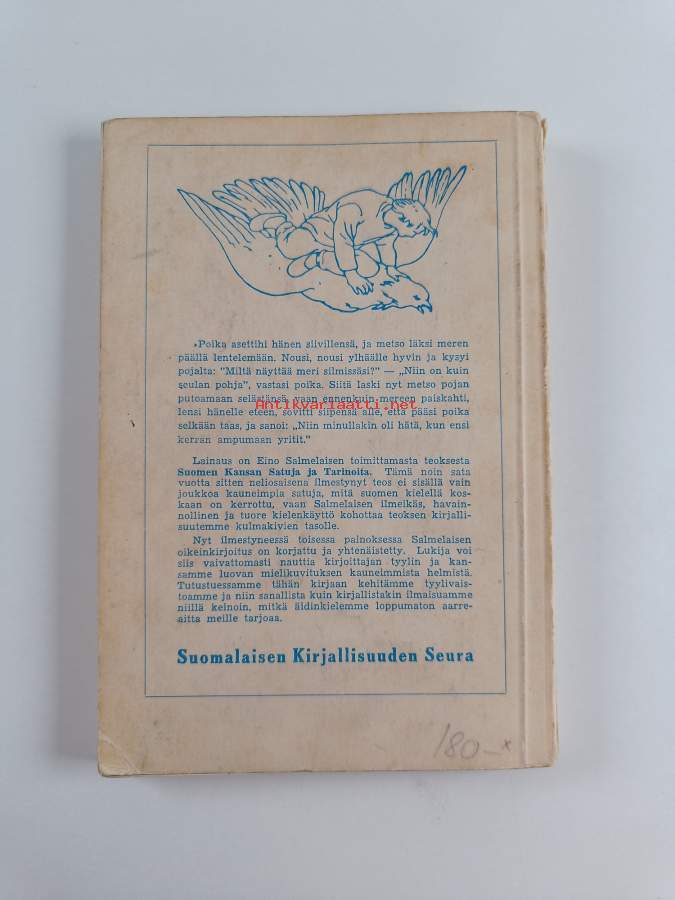 »Poika asettihi hänen siivillensä, ja metso läksi meren
päällä lentelemään. Nousi, nousi ylhäälle hyvin ja kysyi
pojalta: "Miltä näyttää meri silmissäsi?" — „Niin on kuin
seulan pohja”, vastasi poika. Siitä laski nyt metso pojan
putoamaan selästänsä, vaan ennenkuin mereen paiskahti,
Antikvariaatti.net
lensi hänelle eteen, sovitti siipensä alle, että pääsi poika
selkään taas, ja sanoi: „Niin minullakin oli hätä, kun ensi
kerran ampumaan yritit."
Lainaus on Eino Salmelaisen toimittamasta teoksesta
Suomen Kansan Satuja ja Tarinoita. Tämä noin sata
vuotta sitten neliosaisena ilmestynyt teos ei sisällä vain
joukkoa kauneimpia satuja, mitä suomen kielellä kos-
kaan on kerrottu, vaan Salmelaisen ilmeikäs, havain-
nollinen ja tuore kielenkäyttö kohottaa teoksen kirjalli-
suutemme kulmakivien tasolle.
Nyt ilmestyneessä toisessa painoksessa Salmelaisen
oikeinkirjoitus on korjattu ja yhtenäistetty. Lukija voi
siis vaivattomasti nauttia kirjoittajan tyylin ja kan-
samme luovan mielikuvituksen kauneimmista helmistä.
Tutustuessamme tähän kirjaan kehitämme tyylivais-
toamme ja niin sanallista kuin kirjallistakin ilmaisuamme
niillä keinoin, mitkä äidinkielemme loppumaton aarre-
aitta meille tarjoaa.
Suomalaisen Kirjallisuuden Seura
180-x